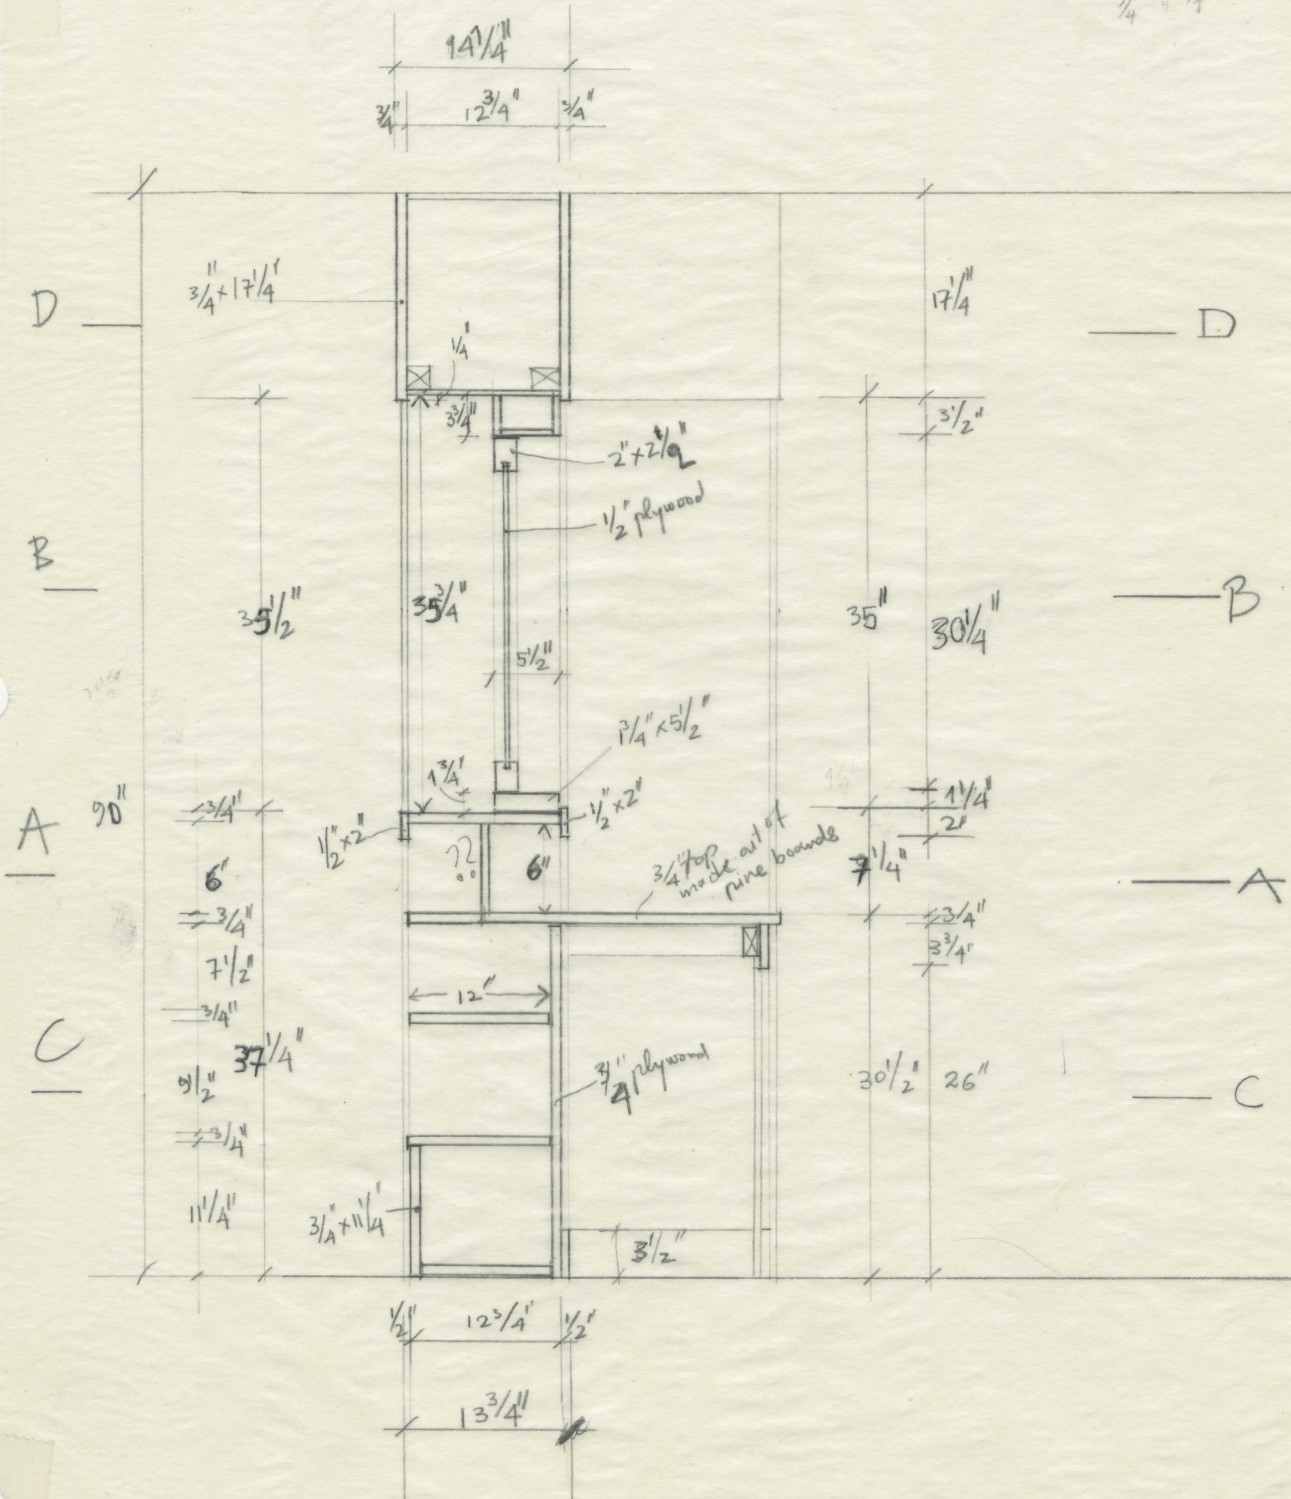 14 1/4"
3/4" 12 3/4" 3/4"
3/4" x 17 1/4"
17 1/4"
D
D
1/4"
3 3/4"
3 1/2"
2" x 2 1/2"
1/2" plywood
B
B
35 1/2"
35 3/4"
35"
30 1/4"
5 1/2"
1 3/4" x 5 1/2"
1 3/4"
1 1/4"
90"
3/4"
1/2" x 2"
1/2" x 2"
2"
A
A
6"
??
6"
3/4" top
made out of
pine boards
7 1/4"
3/4"
3/4"
3 3/4"
7 1/2"
12"
3/4"
C
C
37 1/4"
3/4" plywood
9 1/2"
30 1/2"
26"
3/4"
11 1/4"
3/4" x 11 1/4"
3 1/2"
1/2" 12 3/4" 1/2"
13 3/4"